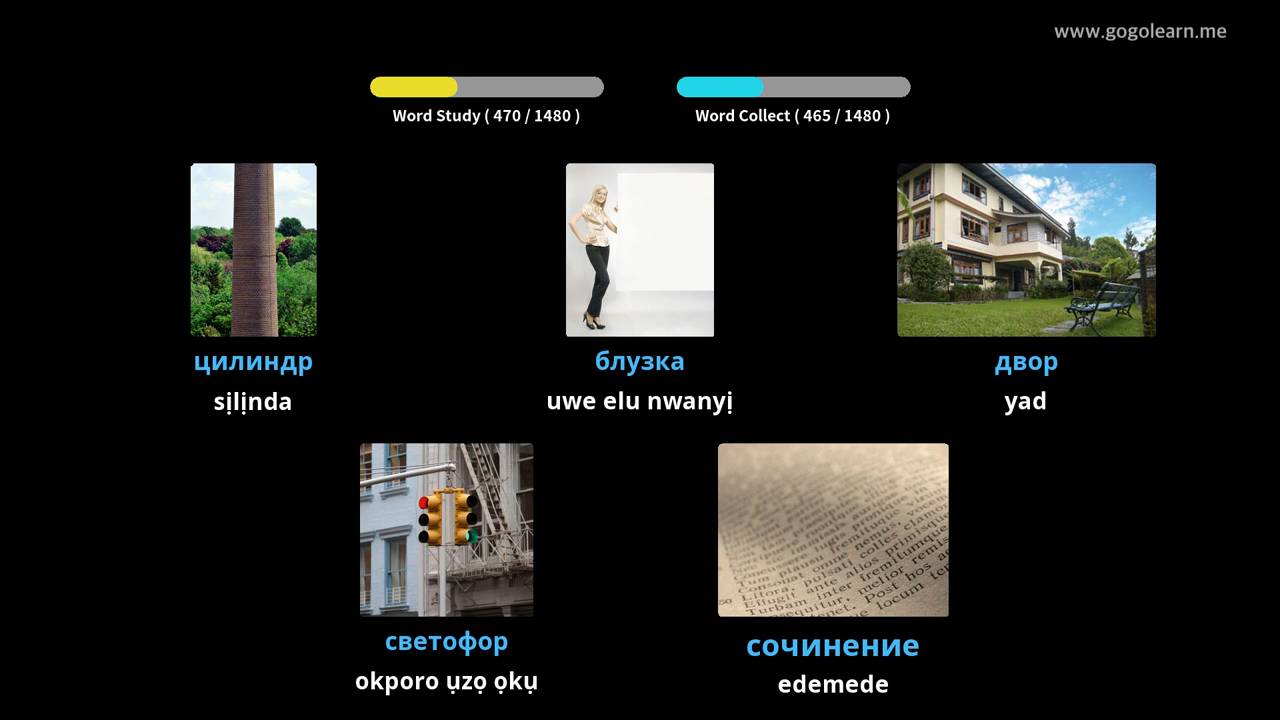 www.gogolearn.me
Word Study ( 470 / 1480 )
Word Collect ( 465 / 1480 )
цилиндр
sịlịnda
блузка
uwe elu nwanyị
двор
yad
светофор
okporo ụzọ ọkụ
сочинение
edemede